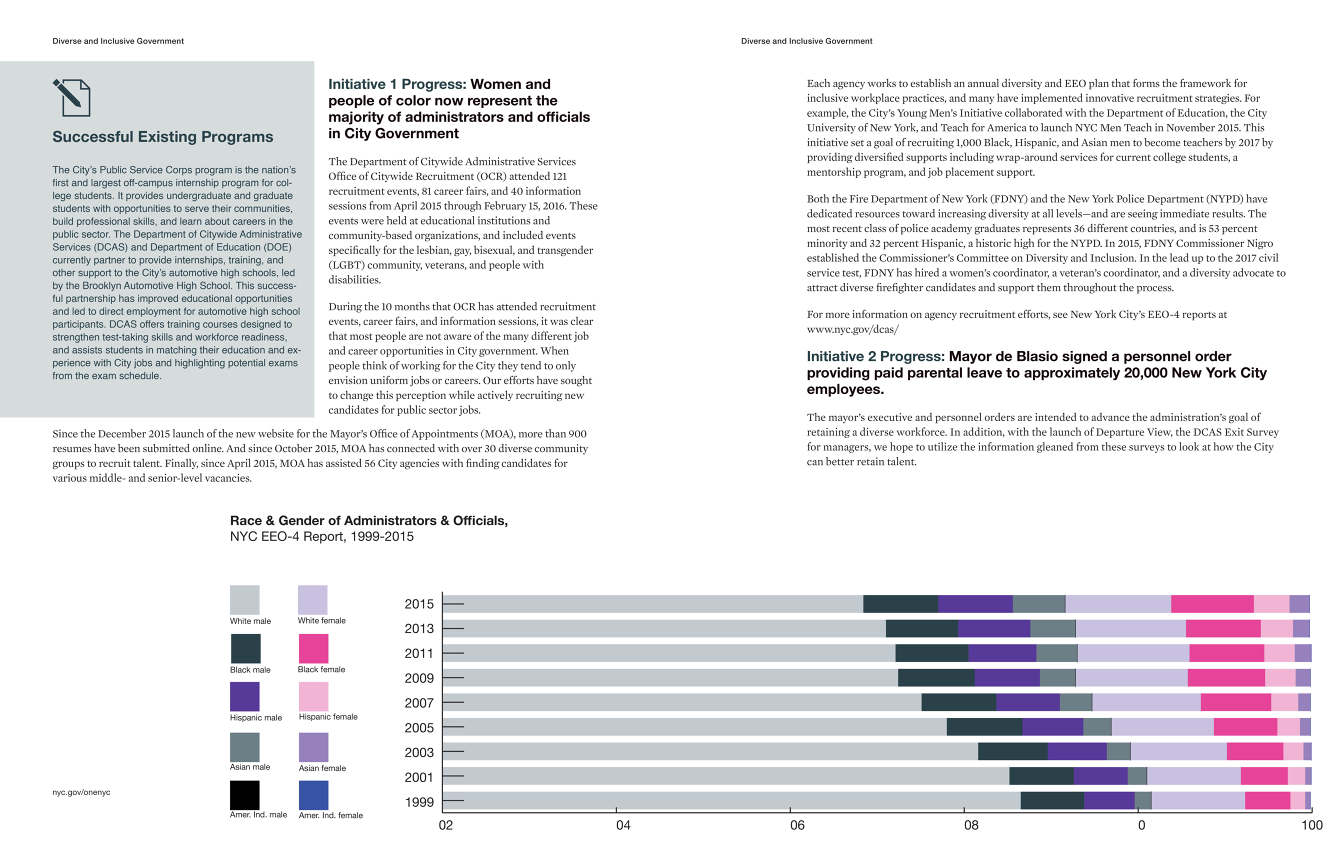 Diverse and Inclusive Government
Successful Existing Programs
The City's Public Service Corps program is the nation's
first and largest off-campus internship program for col-
lege students. It provides undergraduate and graduate
students with opportunities to serve their communities,
build professional skills, and learn about careers in the
public sector. The Department of Citywide Administrative
Services (DCAS) and Department of Education (DOE)
currently partner to provide internships, training, and
other support to the City's automotive high schools, led
by the Brooklyn Automotive High School. This success-
ful partnership has improved educational opportunities
and led to direct employment for automotive high school
participants. DCAS offers training courses designed to
strengthen test-taking skills and workforce readiness,
and assists students in matching their education and ex-
perience with City jobs and highlighting potential exams
from the exam schedule.
Initiative 1 Progress: Women and
people of color now represent the
majority of administrators and officials
in City Government
The Department of Citywide Administrative Services
Office of Citywide Recruitment (OCR) attended 121
recruitment events, 81 career fairs, and 40 information
sessions from April 2015 through February 15, 2016. These
events were held at educational institutions and
community-based organizations, and included events
specifically for the lesbian, gay, bisexual, and transgender
(LGBT) community, veterans, and people with
disabilities.
During the 10 months that OCR has attended recruitment
events, career fairs, and information sessions, it was clear
that most people are not aware of the many different job
and career opportunities in City government. When
people think of working for the City they tend to only
envision uniform jobs or careers. Our efforts have sought
to change this perception while actively recruiting new
candidates for public sector jobs.
Since the December 2015 launch of the new website for the Mayor's Office of Appointments (MOA), more than 900
resumes have been submitted online. And since October 2015, MOA has connected with over 30 diverse community
groups to recruit talent. Finally, since April 2015, MOA has assisted 56 City agencies with finding candidates for
various middle- and senior-level vacancies.
Diverse and Inclusive Government
Each agency works to establish an annual diversity and EEO plan that forms the framework for
inclusive workplace practices, and many have implemented innovative recruitment strategies. For
example, the City's Young Men's Initiative collaborated with the Department of Education, the City
University of New York, and Teach for America to launch NYC Men Teach in November 2015. This
initiative set a goal of recruiting 1,000 Black, Hispanic, and Asian men to become teachers by 2017 by
providing diversified supports including wrap-around services for current college students, a
mentorship program, and job placement support.
Both the Fire Department of New York (FDNY) and the New York Police Department (NYPD) have
dedicated resources toward increasing diversity at all levels—and are seeing immediate results. The
most recent class of police academy graduates represents 36 different countries, and is 53 percent
minority and 32 percent Hispanic, a historic high for the NYPD. In 2015, FDNY Commissioner Nigro
established the Commissioner's Committee on Diversity and Inclusion. In the lead up to the 2017 civil
service test, FDNY has hired a women's coordinator, a veteran's coordinator, and a diversity advocate to
attract diverse firefighter candidates and support them throughout the process.
For more information on agency recruitment efforts, see New York City's EEO-4 reports at
www.nyc.gov/dcas/
Initiative 2 Progress: Mayor de Blasio signed a personnel order
providing paid parental leave to approximately 20,000 New York City
employees.
The mayor's executive and personnel orders are intended to advance the administration's goal of
retaining a diverse workforce. In addition, with the launch of Departure View, the DCAS Exit Survey
for managers, we hope to utilize the information gleaned from these surveys to look at how the City
can better retain talent.
Race & Gender of Administrators & Officials,
NYC EEO-4 Report, 1999-2015
White male White female
Black male Black female
Hispanic male Hispanic female
Asian male Asian female
Amer. Ind. male Amer. Ind. female
2015
2013
2011
2009
2007
2005
2003
2001
1999
02 04 06 08 0 100
nyc.gov/onenyc